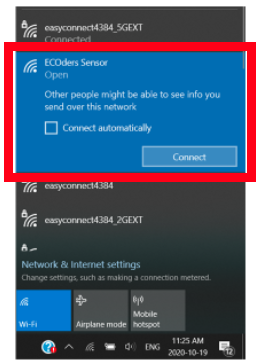 easyconnect4384_5GEXT
Connected
ECOders Sensor
Open
Other people might be able to see info you
send over this network
Connect automatically
Connect
easyconnect4384
easyconnect4384_2GEXT
Network & Internet settings
Change settings, such as making a connection metered.
Wi-Fi
Airplane mode
Mobile
hotspot
ENG
11:25 AM
2020-10-19
12